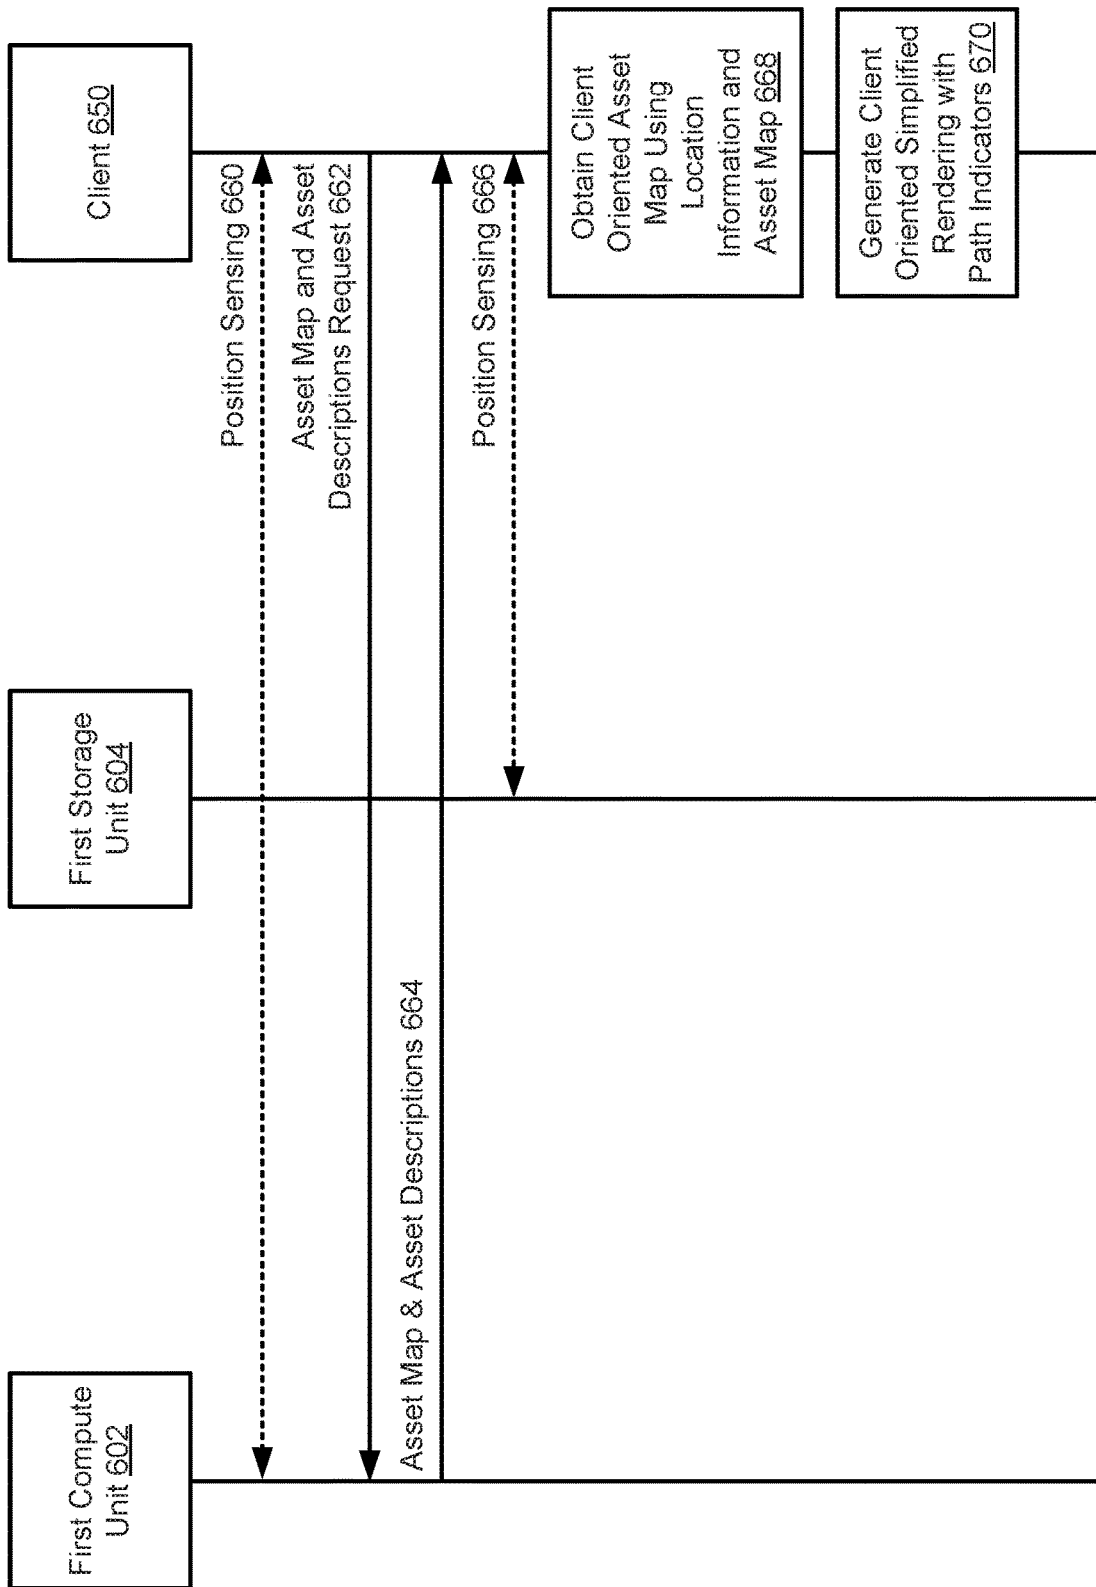 First Compute
Unit 602
First Storage
Unit 604
Client 650
Position Sensing 660
Asset Map and Asset
Descriptions Request 662
Asset Map & Asset Descriptions 664
Position Sensing 666
Obtain Client
Oriented Asset
Map Using
Location
Information and
Asset Map 668
Generate Client
Oriented Simplified
Rendering with
Path Indicators 670